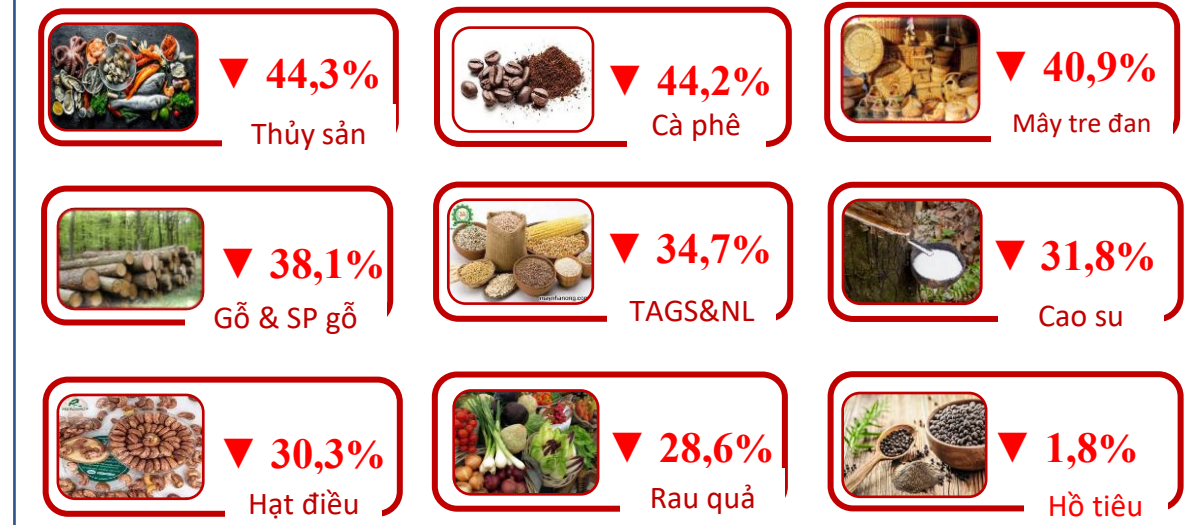 ▼ 44,3%
Thủy sản
▼ 44,2%
Cà phê
▼ 40,9%
Mây tre đan
▼ 38,1%
Gỗ & SP gỗ
▼ 34,7%
TAGS&NL
▼ 31,8%
Cao su
▼ 30,3%
Hạt điều
▼ 28,6%
Rau quả
▼ 1,8%
Hồ tiêu